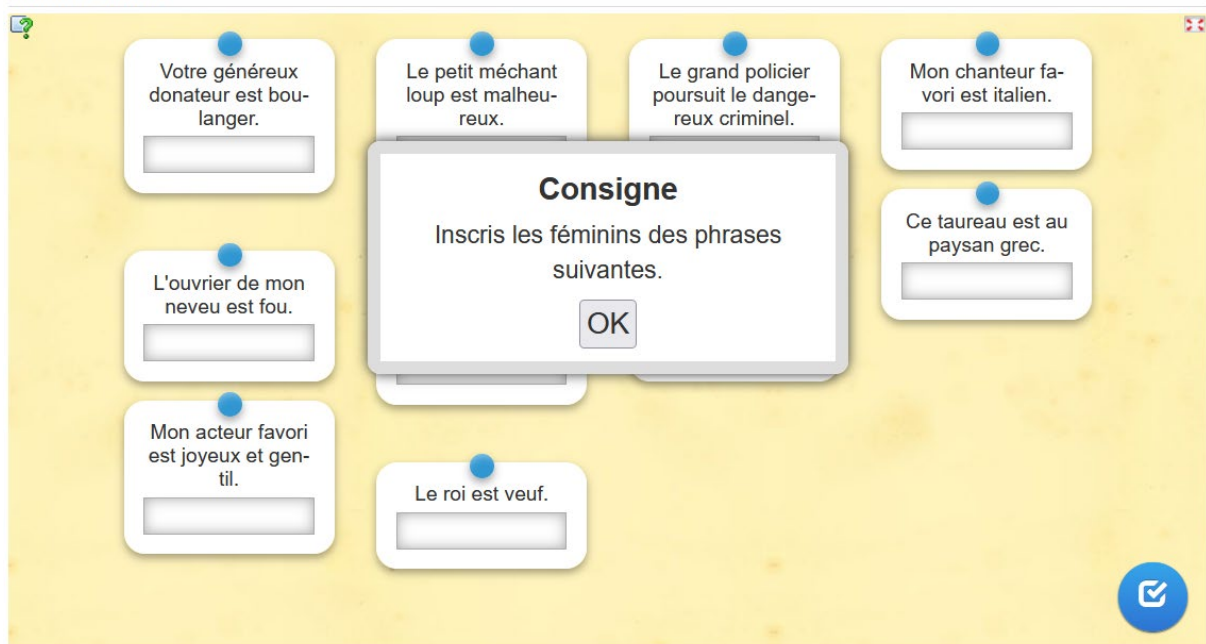 Votre généreux
donateur est bou-
langer.
Le petit méchant
loup est malheu-
reux.
Le grand policier
poursuit le dange-
reux criminel.
Mon chanteur fa-
vori est italien.
Consigne
Inscris les féminins des phrases
suivantes.
OK
Ce taureau est au
paysan grec.
L'ouvrier de mon
neveu est fou.
Mon acteur favori
est joyeux et gen-
til.
Le roi est veuf.